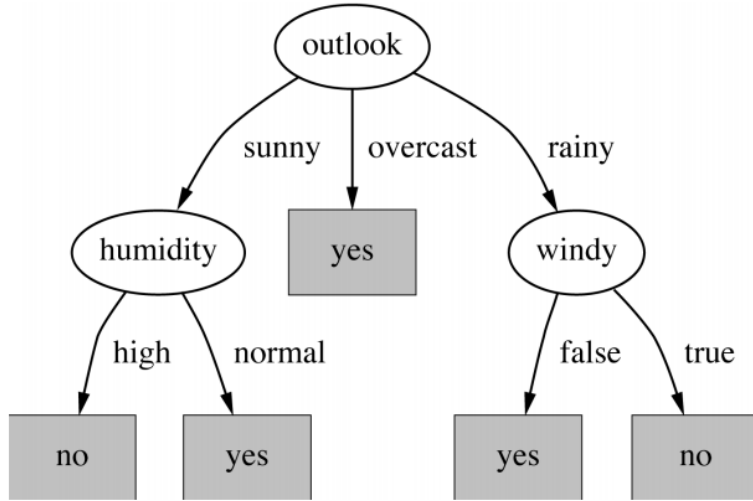 outlook
sunny overcast rainy
humidity yes windy
high normal false true
no yes yes no